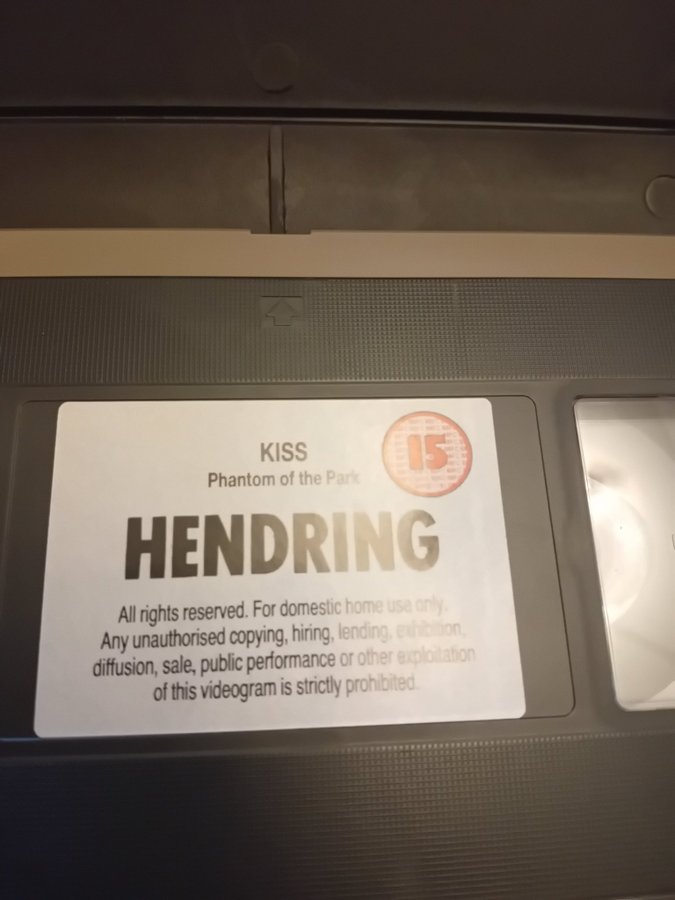 KISS
Phantom of the Park
15
HENDRING
All rights reserved. For domestic home use only.
Any unauthorised copying, hiring, lending, exhibition,
diffusion, sale, public performance or other exploitation
of this videogram is strictly prohibited.